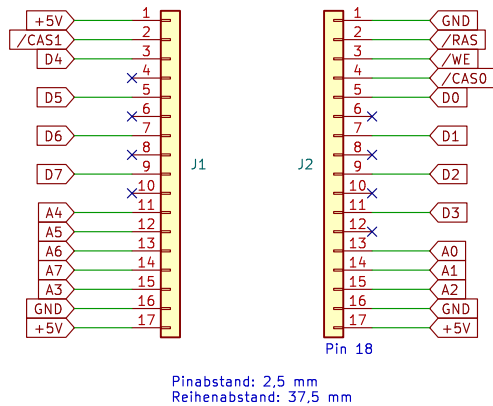 +5V 1 1 GND
/CAS1 2 2 /RAS
D4 3 3 /WE
4 4 /CAS0
D5 5 5 D0
6 6
D6 7 7 D1
8 8
J1 J2
D7 9 9 D2
10 10
A4 11 11 D3
A5 12 12
A6 13 13 A0
A7 14 14 A1
A3 15 15 A2
GND 16 16 GND
+5V 17 17 +5V
Pin 18
Pinabstand: 2,5 mm
Reihenabstand: 37,5 mm